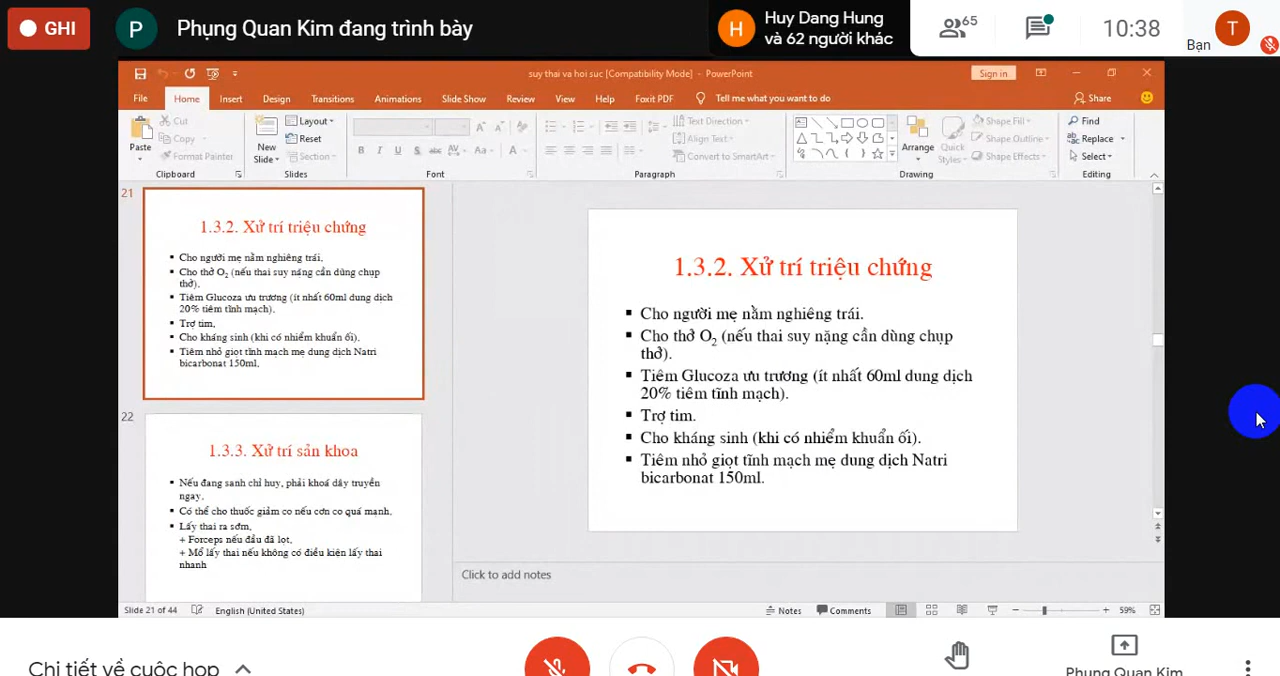 GHI
P
Phụng Quan Kim đang trình bày
H
Huy Dang Hung
và 62 người khác
65
10:38
Bạn
T
suy thai va hoi suc [Compatibility Mode] - PowerPoint
Sign in
File
Home
Insert
Design
Transitions
Animations
Slide Show
Review
View
Help
Foxit PDF
Tell me what you want to do
Share
Paste
Cut
Copy
Format Painter
Clipboard
New
Slide
Layout
Reset
Section
Slides
B I U S abc AV Aa A
Font
Text Direction
Align Text
Convert to SmartArt
Paragraph
Arrange
Quick
Styles
Shape Fill
Shape Outline
Shape Effects
Drawing
Find
Replace
Select
Editing
21
1.3.2. Xử trí triệu chứng
Cho người mẹ nằm nghiêng trái.
Cho thở O2 (nếu thai suy nặng cần dùng chụp
thở).
Tiêm Glucoza ưu trương (ít nhất 60ml dung dịch
20% tiêm tĩnh mạch).
Trợ tim.
Cho kháng sinh (khi có nhiễm khuẩn ối).
Tiêm nhỏ giọt tĩnh mạch mẹ dung dịch Natri
bicarbonat 150ml.
22
1.3.3. Xử trí sản khoa
Nếu đang sanh chỉ huy, phải khoá dây truyền
ngay.
Có thể cho thuốc giảm co nếu cơn co quá mạnh.
Lấy thai ra sớm.
+ Forceps nếu đầu đã lọt.
+ Mổ lấy thai nếu không có điều kiện lấy thai
nhanh
1.3.2. Xử trí triệu chứng
Cho người mẹ nằm nghiêng trái.
Cho thở O2 (nếu thai suy nặng cần dùng chụp
thở).
Tiêm Glucoza ưu trương (ít nhất 60ml dung dịch
20% tiêm tĩnh mạch).
Trợ tim.
Cho kháng sinh (khi có nhiễm khuẩn ối).
Tiêm nhỏ giọt tĩnh mạch mẹ dung dịch Natri
bicarbonat 150ml.
Click to add notes
Slide 21 of 44
English (United States)
Notes
Comments
59%
Chi tiết về cuộc họp
Phụng Quan Kim